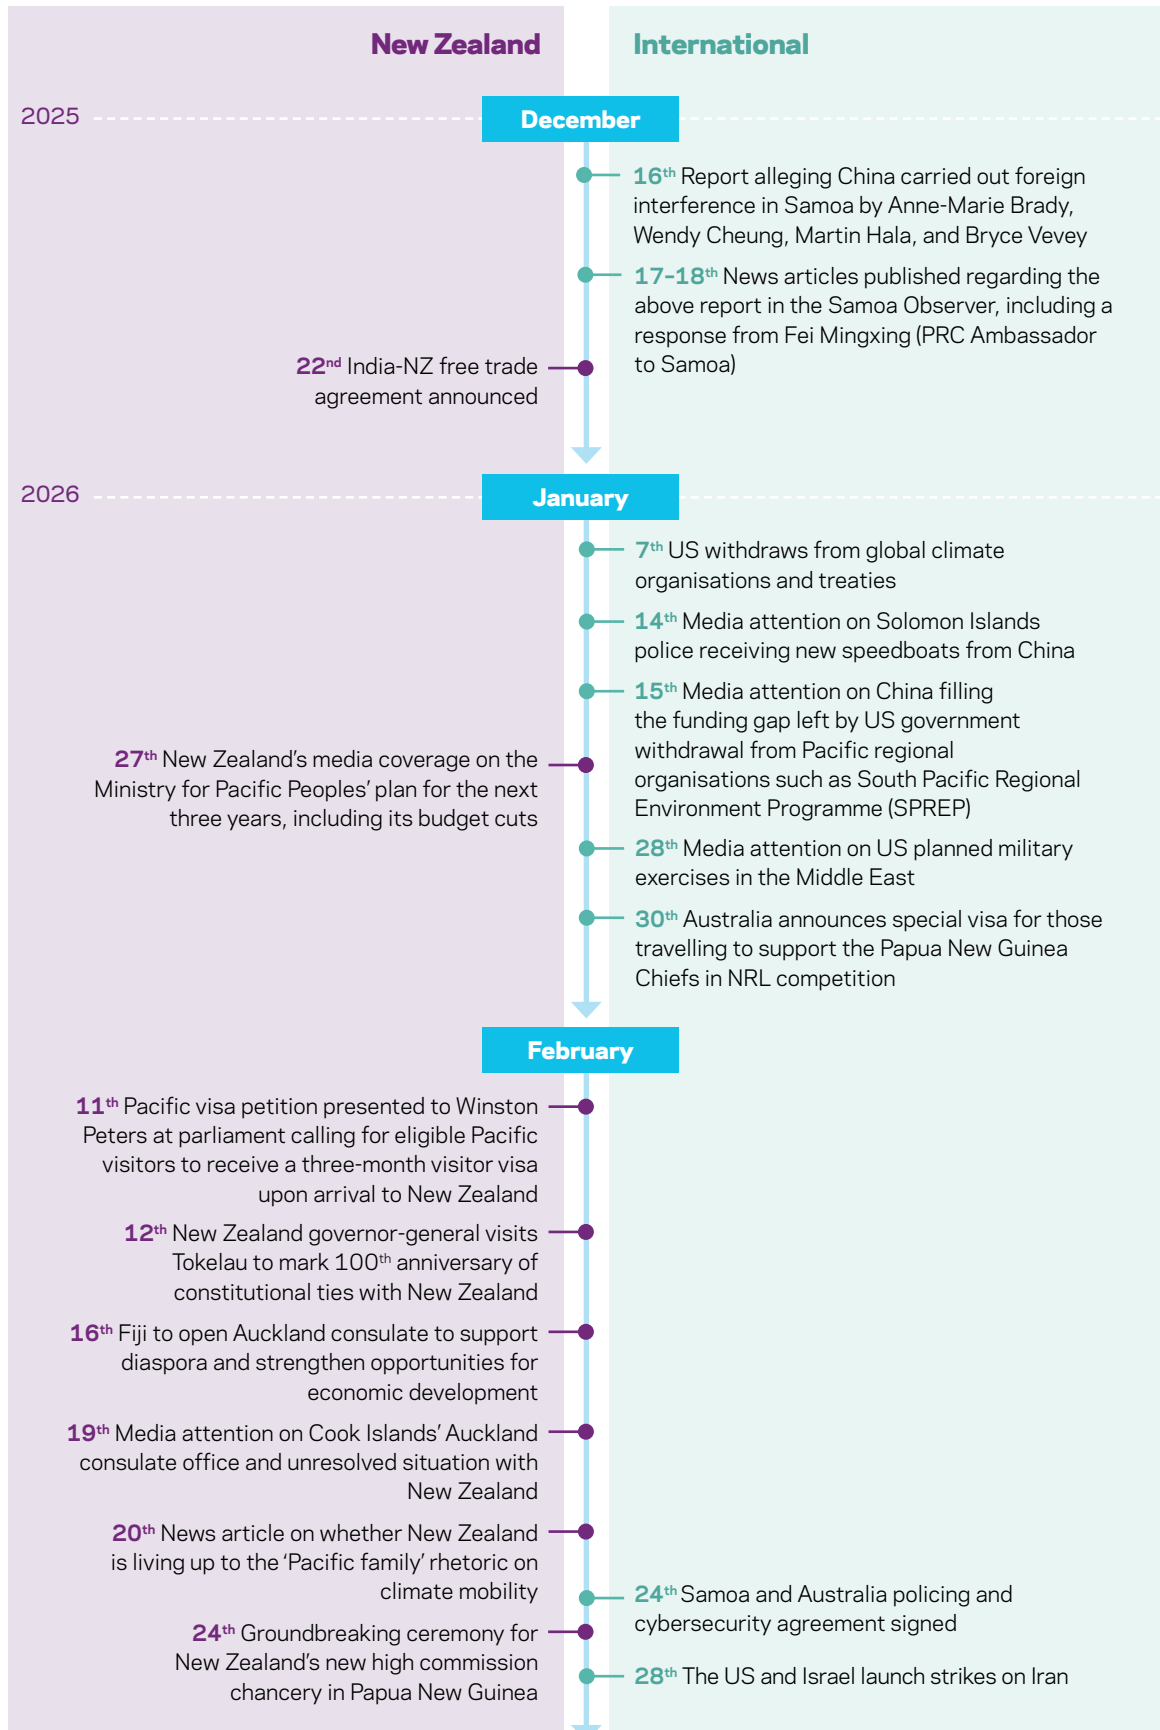 New Zealand
International
2025
December
16th Report alleging China carried out foreign
interference in Samoa by Anne-Marie Brady,
Wendy Cheung, Martin Hala, and Bryce Vevey
17–18th News articles published regarding the
above report in the Samoa Observer, including a
response from Fei Mingxing (PRC Ambassador
to Samoa)
22nd India-NZ free trade
agreement announced
2026
January
7th US withdraws from global climate
organisations and treaties
14th Media attention on Solomon Islands
police receiving new speedboats from China
15th Media attention on China filling
the funding gap left by US government
withdrawal from Pacific regional
organisations such as South Pacific Regional
Environment Programme (SPREP)
27th New Zealand's media coverage on the
Ministry for Pacific Peoples' plan for the next
three years, including its budget cuts
28th Media attention on US planned military
exercises in the Middle East
30th Australia announces special visa for those
travelling to support the Papua New Guinea
Chiefs in NRL competition
February
11th Pacific visa petition presented to Winston
Peters at parliament calling for eligible Pacific
visitors to receive a three-month visitor visa
upon arrival to New Zealand
12th New Zealand governor-general visits
Tokelau to mark 100th anniversary of
constitutional ties with New Zealand
16th Fiji to open Auckland consulate to support
diaspora and strengthen opportunities for
economic development
19th Media attention on Cook Islands' Auckland
consulate office and unresolved situation with
New Zealand
20th News article on whether New Zealand
is living up to the 'Pacific family' rhetoric on
climate mobility
24th Samoa and Australia policing and
cybersecurity agreement signed
24th Groundbreaking ceremony for
New Zealand's new high commission
chancery in Papua New Guinea
28th The US and Israel launch strikes on Iran